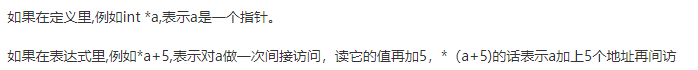 如果在定义里,例如int *a,表示a是一个指针。
如果在表达式里,例如*a+5,表示对a做一次间接访问，读它的值再加5，*（a+5)的话表示a加上5个地址再间访